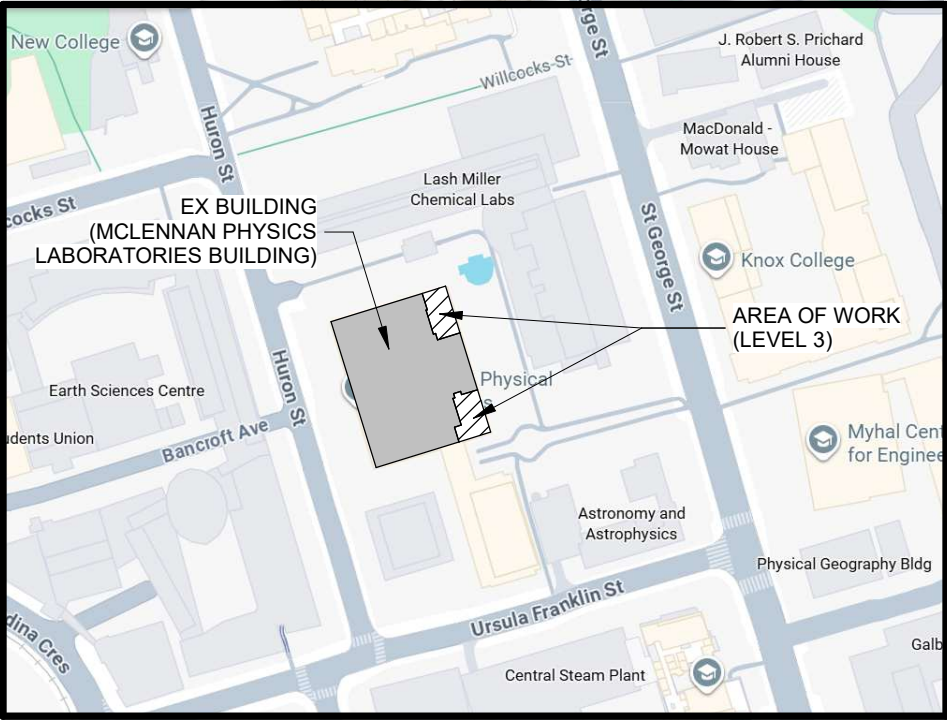 New College
J. Robert S. Prichard
Alumni House
George St
Willcocks St
Huron St
MacDonald -
Mowat House
Lash Miller
Chemical Labs
cocks St
EX BUILDING
(MCLENNAN PHYSICS
LABORATORIES BUILDING)
St George St
Knox College
AREA OF WORK
(LEVEL 3)
Huron St
Physical
s
Earth Sciences Centre
udents Union
Bancroft Ave
Myhal Cent
for Enginee
Astronomy and
Astrophysics
Physical Geography Bldg
Ursula Franklin St
dina Cres
Galb
Central Steam Plant